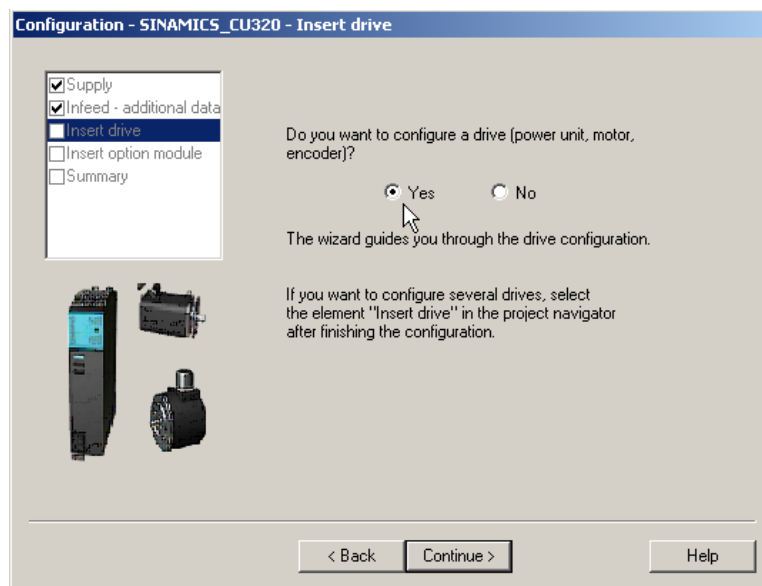 Configuration - SINAMICS_CU320 - Insert drive
Supply
Infeed - additional data
Insert drive
Insert option module
Summary
Do you want to configure a drive (power unit, motor,
encoder)?
Yes No
The wizard guides you through the drive configuration.
If you want to configure several drives, select
the element "Insert drive" in the project navigator
after finishing the configuration.
< Back Continue > Help